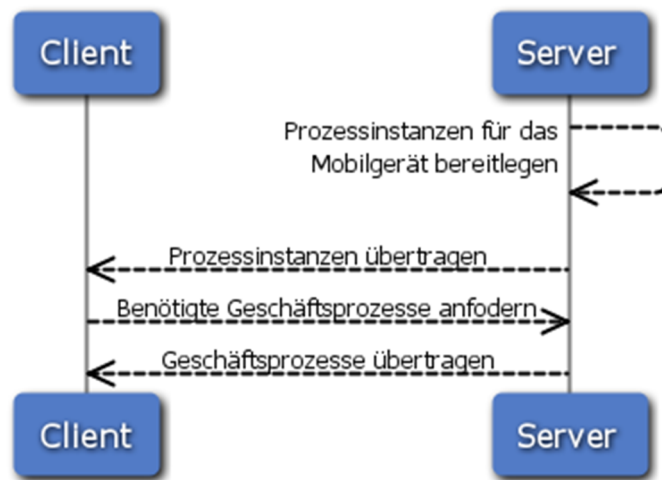 Client
Server
Prozessinstanzen für das
Mobilgerät bereitlegen
Prozessinstanzen übertragen
Benötigte Geschäftsprozesse anfodern
Geschäftsprozesse übertragen
Client
Server